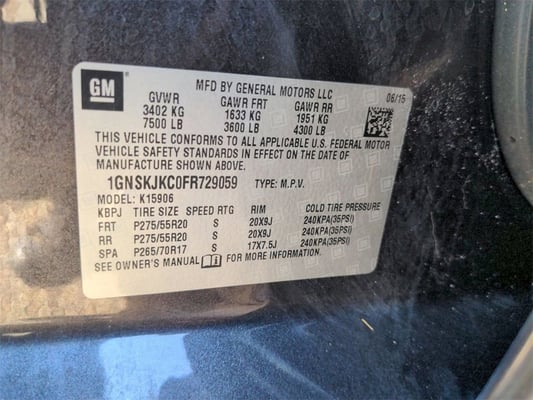 GM
MFD BY GENERAL MOTORS LLC 06/15
GVWR GAWR FRT GAWR RR
3402 KG 1633 KG 1951 KG
7500 LB 3600 LB 4300 LB
THIS VEHICLE CONFORMS TO ALL APPLICABLE U.S. FEDERAL MOTOR
VEHICLE SAFETY STANDARDS IN EFFECT ON THE DATE OF
MANUFACTURE SHOWN ABOVE.
1GNSKJKC0FR729059 TYPE: M.P.V.
MODEL: K15906
KBPJ TIRE SIZE SPEED RTG RIM COLD TIRE PRESSURE
FRT P275/55R20 S 20X9J 240KPA(35PSI)
RR P275/55R20 S 20X9J 240KPA(35PSI)
SPA P265/70R17 S 17X7.5J 240KPA(35PSI)
SEE OWNER'S MANUAL FOR MORE INFORMATION.